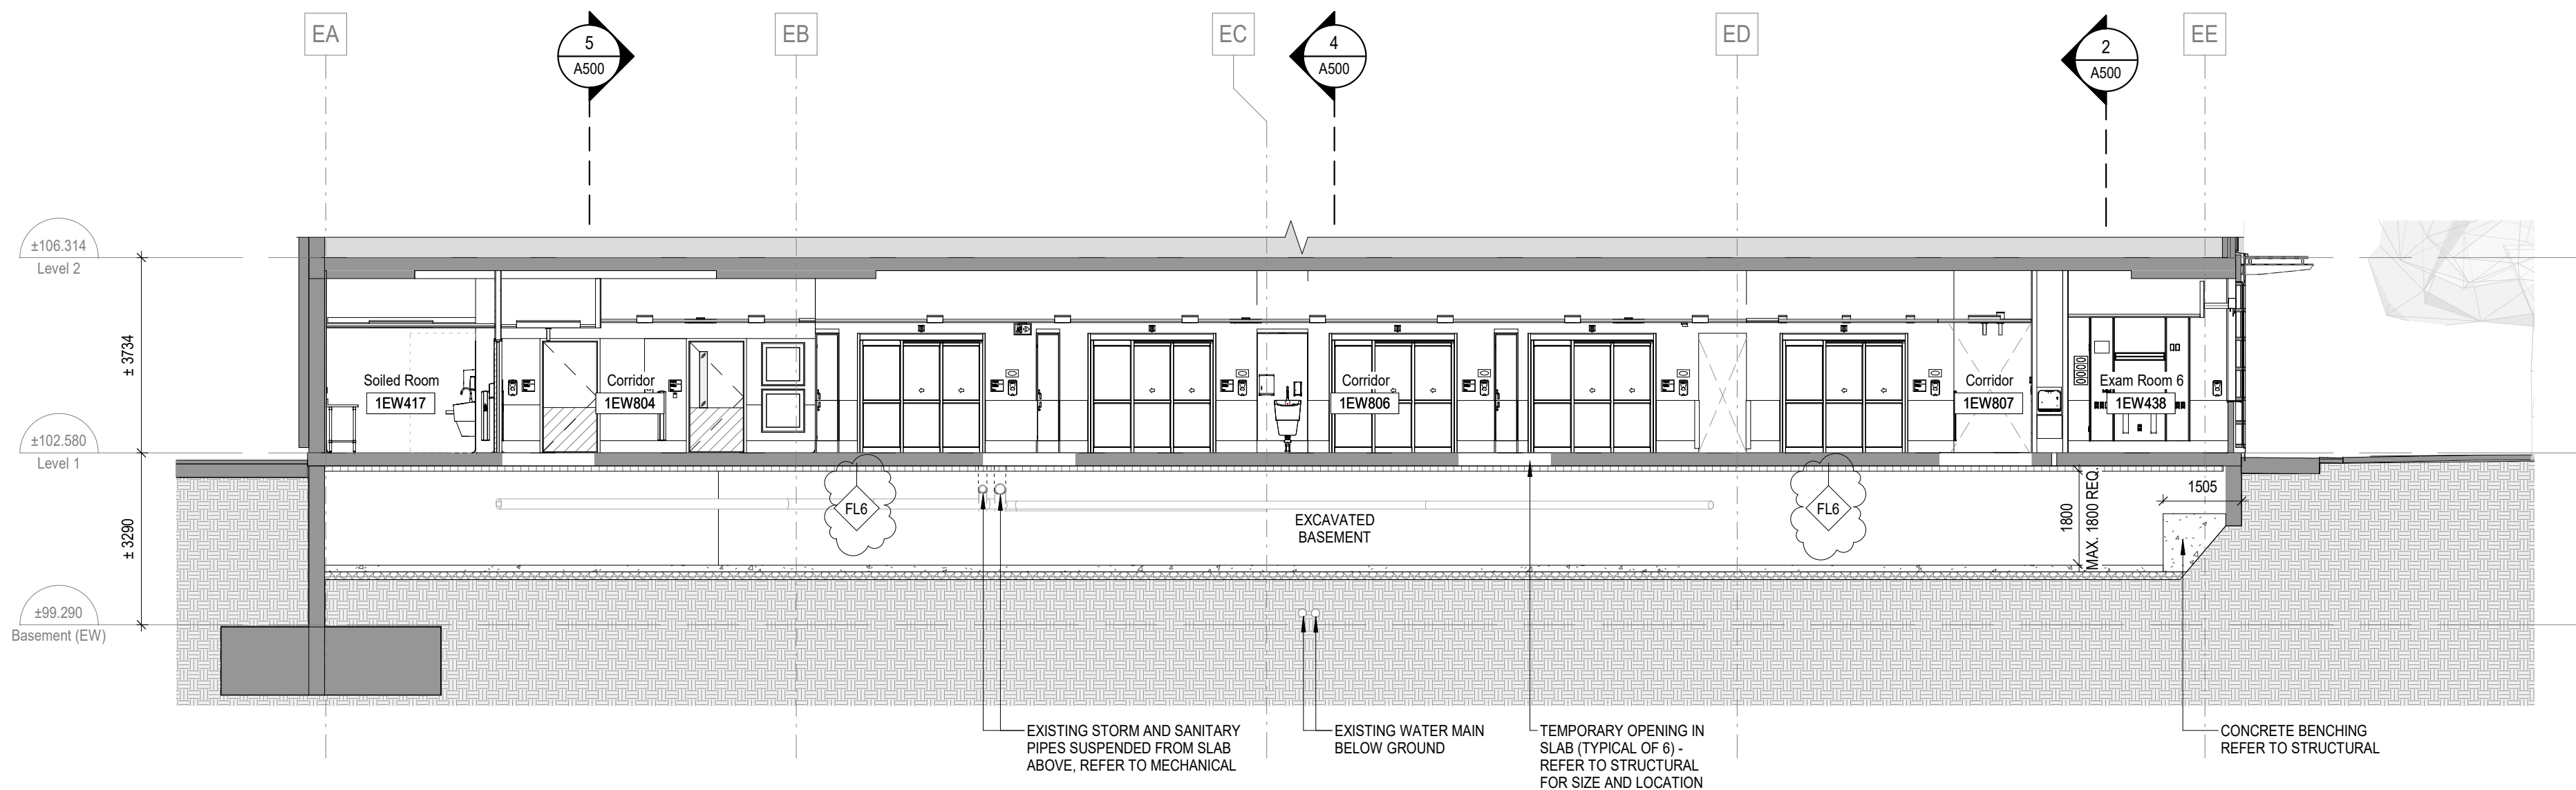 EA
5
A500
EB
EC
4
A500
ED
2
A500
EE
±106.314
Level 2
± 3734
Soiled Room
1EW417
Corridor
1EW804
Corridor
1EW806
Corridor
1EW807
Exam Room 6
1EW438
±102.580
Level 1
± 3290
FL6
EXCAVATED
BASEMENT
FL6
1800
MAX. 1800 REQ.
1505
±99.290
Basement (EW)
EXISTING STORM AND SANITARY
PIPES SUSPENDED FROM SLAB
ABOVE, REFER TO MECHANICAL
EXISTING WATER MAIN
BELOW GROUND
TEMPORARY OPENING IN
SLAB (TYPICAL OF 6) -
REFER TO STRUCTURAL
FOR SIZE AND LOCATION
CONCRETE BENCHING
REFER TO STRUCTURAL